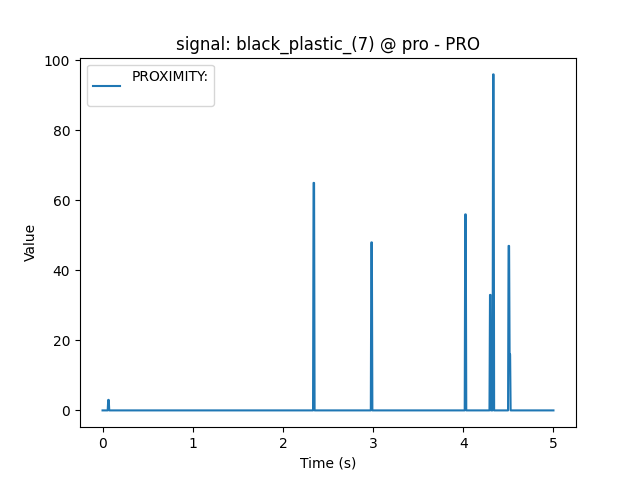 signal: black_plastic_(7) @ pro - PRO
PROXIMITY:
100
80
60
40
20
0
Value
0 1 2 3 4 5
Time (s)